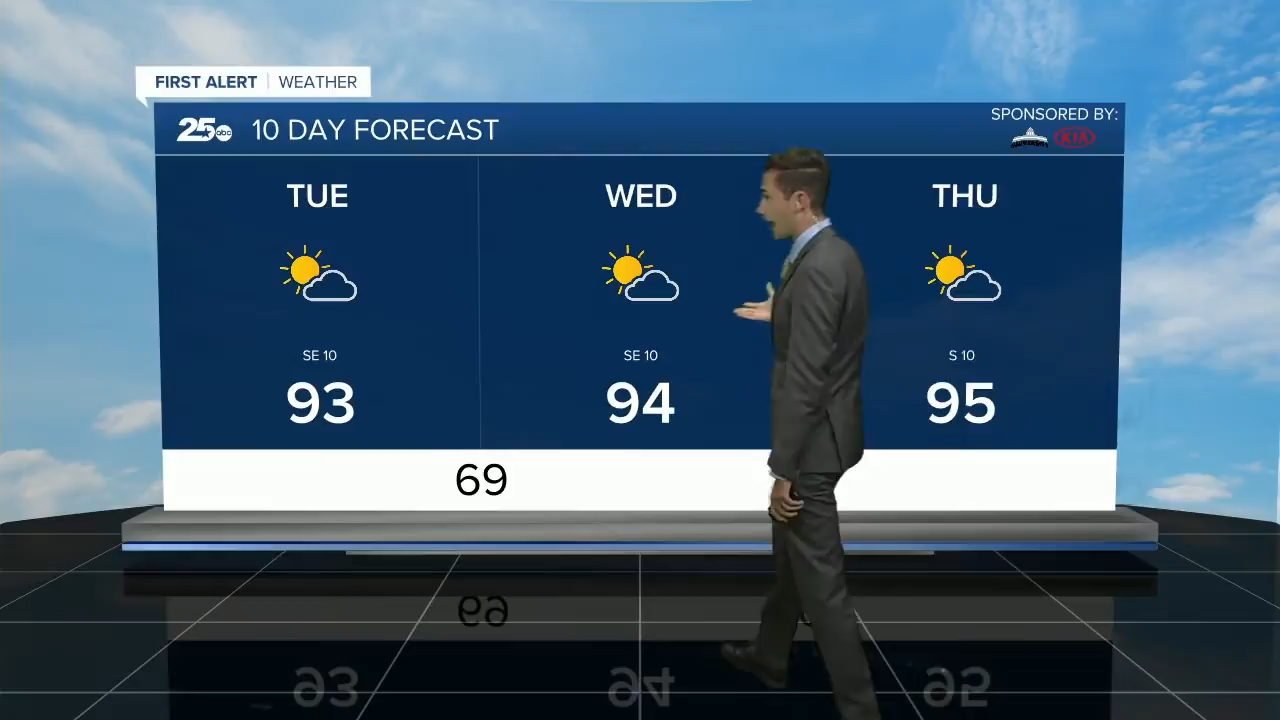 FIRST ALERT | WEATHER
25 abc 10 DAY FORECAST
SPONSORED BY:
KIA
TUE WED THU
SE 10 SE 10 S 10
93 94 95
69